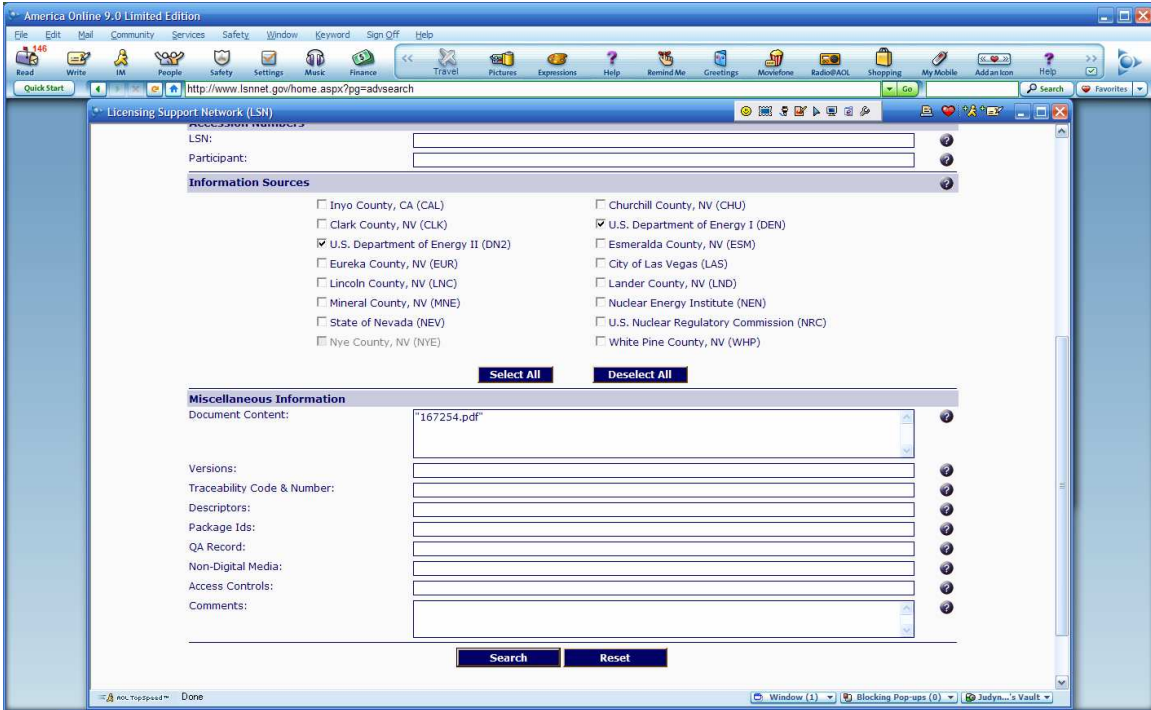 America Online 9.0 Limited Edition
File Edit Mail Community Services Safety Window Keyword Sign Off Help
146
Read Write IM People Safety Settings Music Finance << Travel Pictures Expressions Help Remind Me Greetings Moviefone Radio@AOL Shopping My Mobile Add an Icon Help >>
Quick Start http://www.lsnnet.gov/home.aspx?pg=advsearch Go Search Favorites
Licensing Support Network (LSN)
Accession Numbers
LSN:
Participant:
Information Sources
Inyo County, CA (CAL) Churchill County, NV (CHU)
Clark County, NV (CLK) U.S. Department of Energy I (DEN)
U.S. Department of Energy II (DN2) Esmeralda County, NV (ESM)
Eureka County, NV (EUR) City of Las Vegas (LAS)
Lincoln County, NV (LNC) Lander County, NV (LND)
Mineral County, NV (MNE) Nuclear Energy Institute (NEN)
State of Nevada (NEV) U.S. Nuclear Regulatory Commission (NRC)
Nye County, NV (NYE) White Pine County, NV (WHP)
Select All Deselect All
Miscellaneous Information
Document Content: "167254.pdf"
Versions:
Traceability Code & Number:
Descriptors:
Package Ids:
QA Record:
Non-Digital Media:
Access Controls:
Comments:
Search Reset
AOL TopSpeed™ Done Window (1) Blocking Pop-ups (0) Judyn...'s Vault